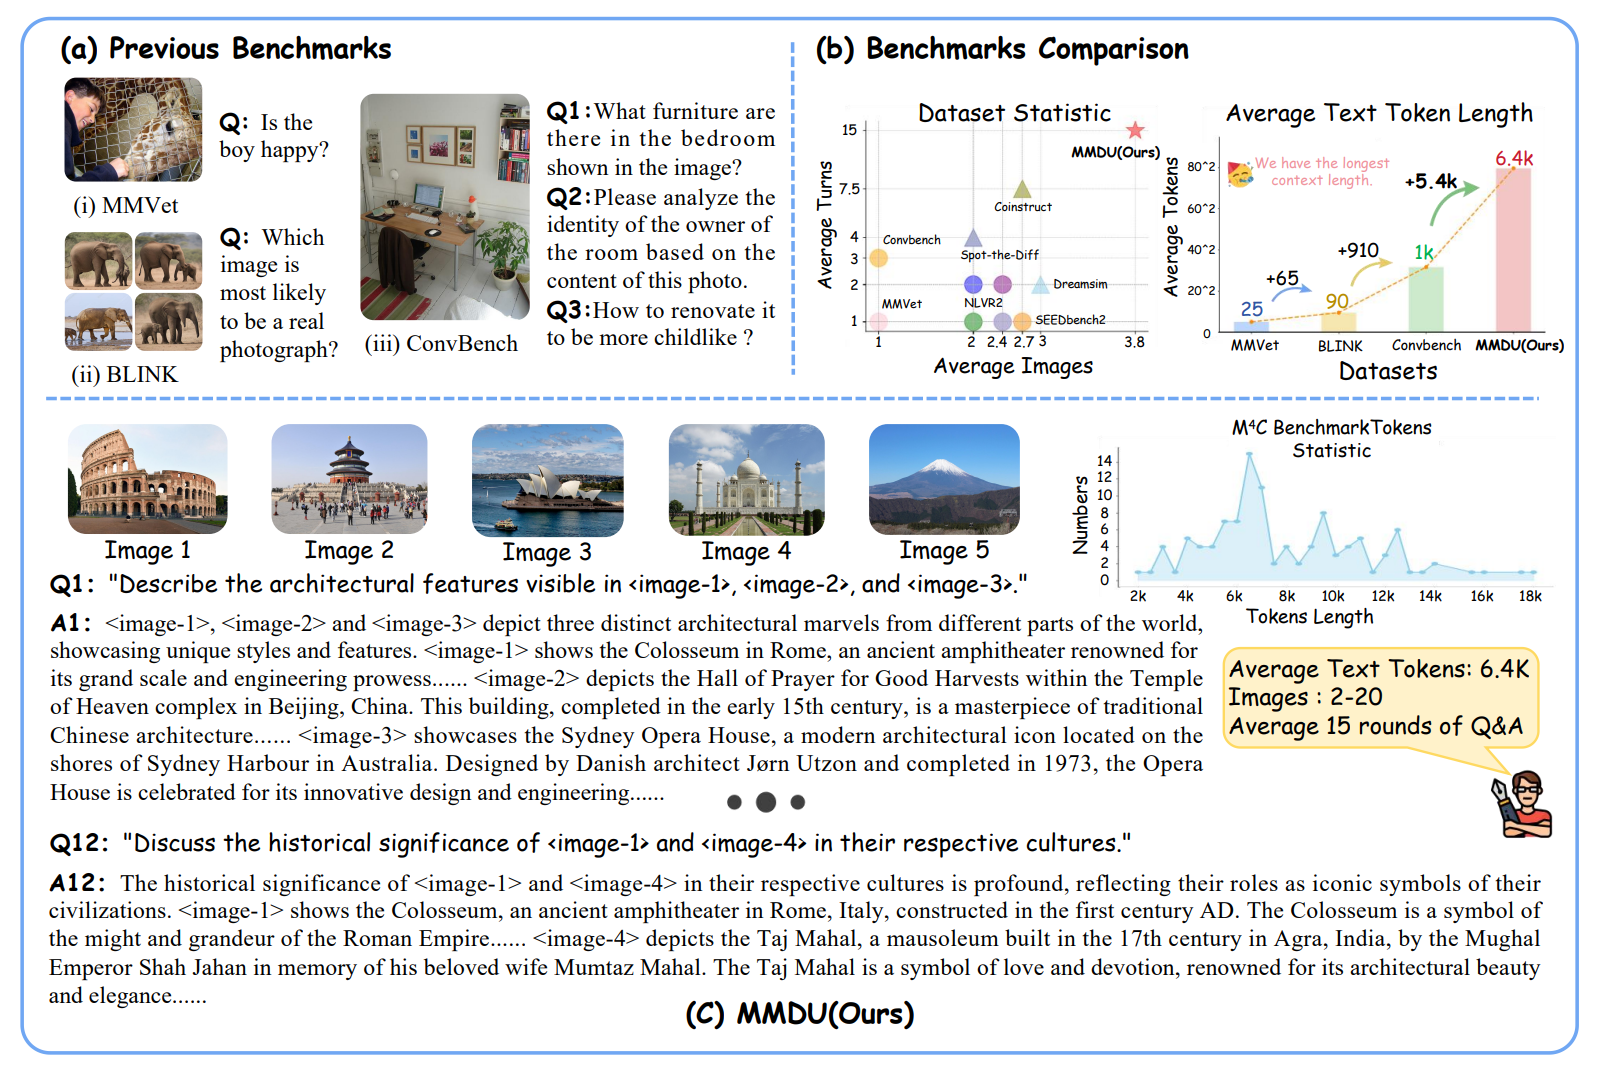 (a) Previous Benchmarks
Q: Is the
boy happy?
(i) MMVet
Q: Which
image is
most likely
to be a real
photograph?
(ii) BLINK
Q1:What furniture are
there in the bedroom
shown in the image?
Q2:Please analyze the
identity of the owner of
the room based on the
content of this photo.
Q3:How to renovate it
to be more childlike ?
(iii) ConvBench
(b) Benchmarks Comparison
Dataset Statistic
Average Turns
15
7.5
4
3
2
1
MMDU(Ours)
Coinstruct
Convbench
Spot-the-Diff
Dreamsim
MMVet
NLVR2
SEEDbench2
1
2
2.4
2.7
3
3.8
Average Images
Average Text Token Length
Average Tokens
80^2
60^2
40^2
20^2
0
We have the longest
context length.
25
+65
90
+910
1k
+5.4k
6.4k
MMVet
BLINK
Convbench
MMDU(Ours)
Datasets
Image 1
Image 2
Image 3
Image 4
Image 5
M⁴C BenchmarkTokens
Statistic
Numbers
14
12
10
8
6
4
2
0
2k
4k
6k
8k
10k
12k
14k
16k
18k
Tokens Length
Q1: "Describe the architectural features visible in <image-1>, <image-2>, and <image-3>."
A1: <image-1>, <image-2> and <image-3> depict three distinct architectural marvels from different parts of the world,
showcasing unique styles and features. <image-1> shows the Colosseum in Rome, an ancient amphitheater renowned for
its grand scale and engineering prowess...... <image-2> depicts the Hall of Prayer for Good Harvests within the Temple
of Heaven complex in Beijing, China. This building, completed in the early 15th century, is a masterpiece of traditional
Chinese architecture...... <image-3> showcases the Sydney Opera House, a modern architectural icon located on the
shores of Sydney Harbour in Australia. Designed by Danish architect Jørn Utzon and completed in 1973, the Opera
House is celebrated for its innovative design and engineering......
Average Text Tokens: 6.4K
Images : 2-20
Average 15 rounds of Q&A
Q12: "Discuss the historical significance of <image-1> and <image-4> in their respective cultures."
A12: The historical significance of <image-1> and <image-4> in their respective cultures is profound, reflecting their roles as iconic symbols of their
civilizations. <image-1> shows the Colosseum, an ancient amphitheater in Rome, Italy, constructed in the first century AD. The Colosseum is a symbol of
the might and grandeur of the Roman Empire...... <image-4> depicts the Taj Mahal, a mausoleum built in the 17th century in Agra, India, by the Mughal
Emperor Shah Jahan in memory of his beloved wife Mumtaz Mahal. The Taj Mahal is a symbol of love and devotion, renowned for its architectural beauty
and elegance......
(C) MMDU(Ours)